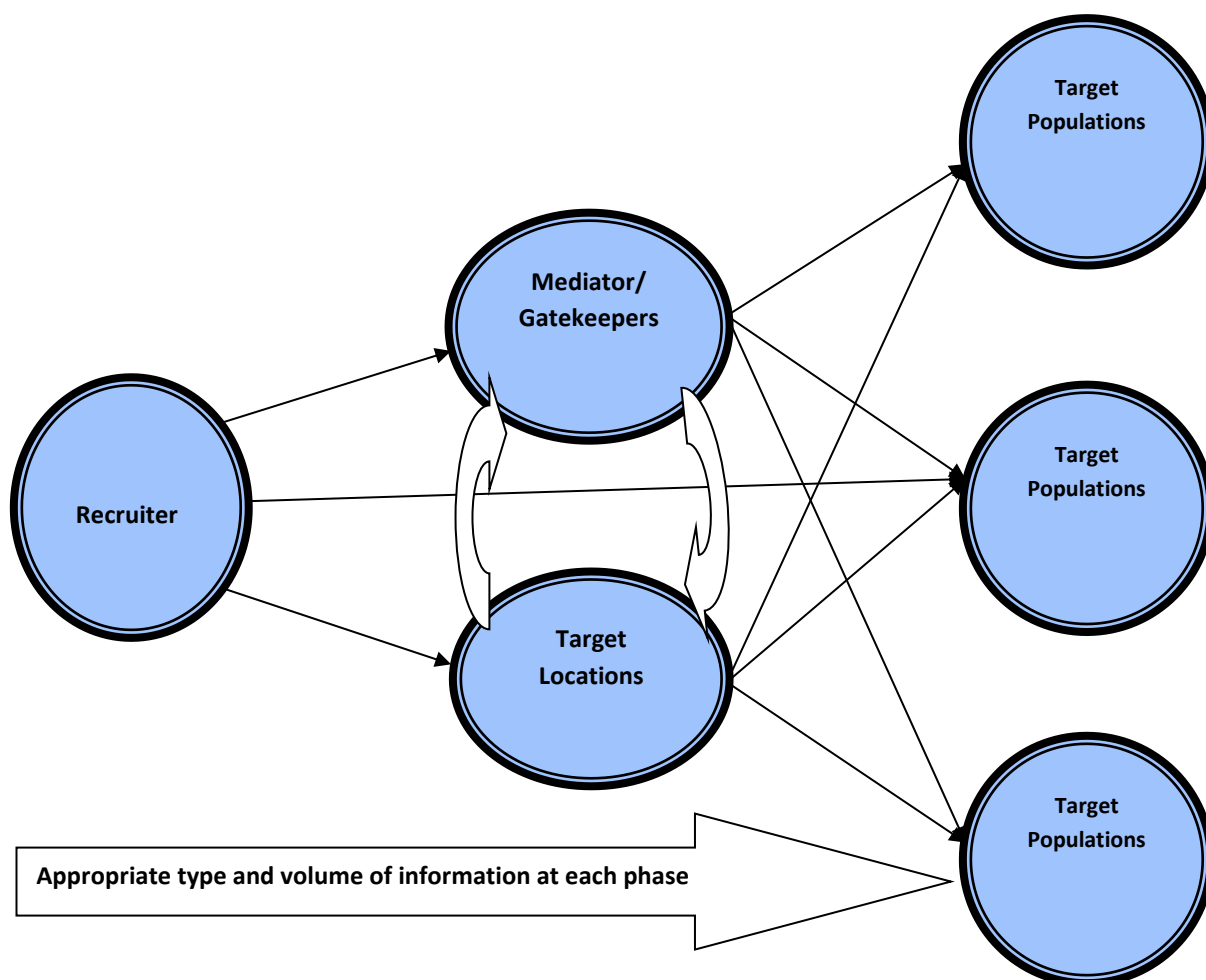 Target
Populations
Mediator/
Gatekeepers
Recruiter
Target
Populations
Target
Locations
Target
Populations
Appropriate type and volume of information at each phase